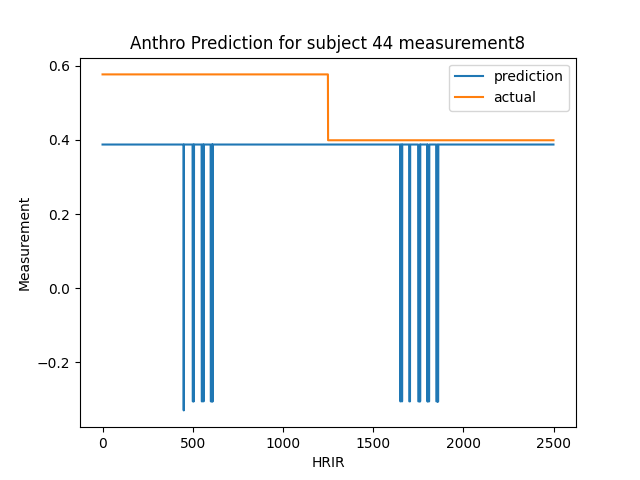 Anthro Prediction for subject 44 measurement8
prediction
actual
0.6
0.4
0.2
0.0
−0.2
Measurement
0
500
1000
1500
2000
2500
HRIR